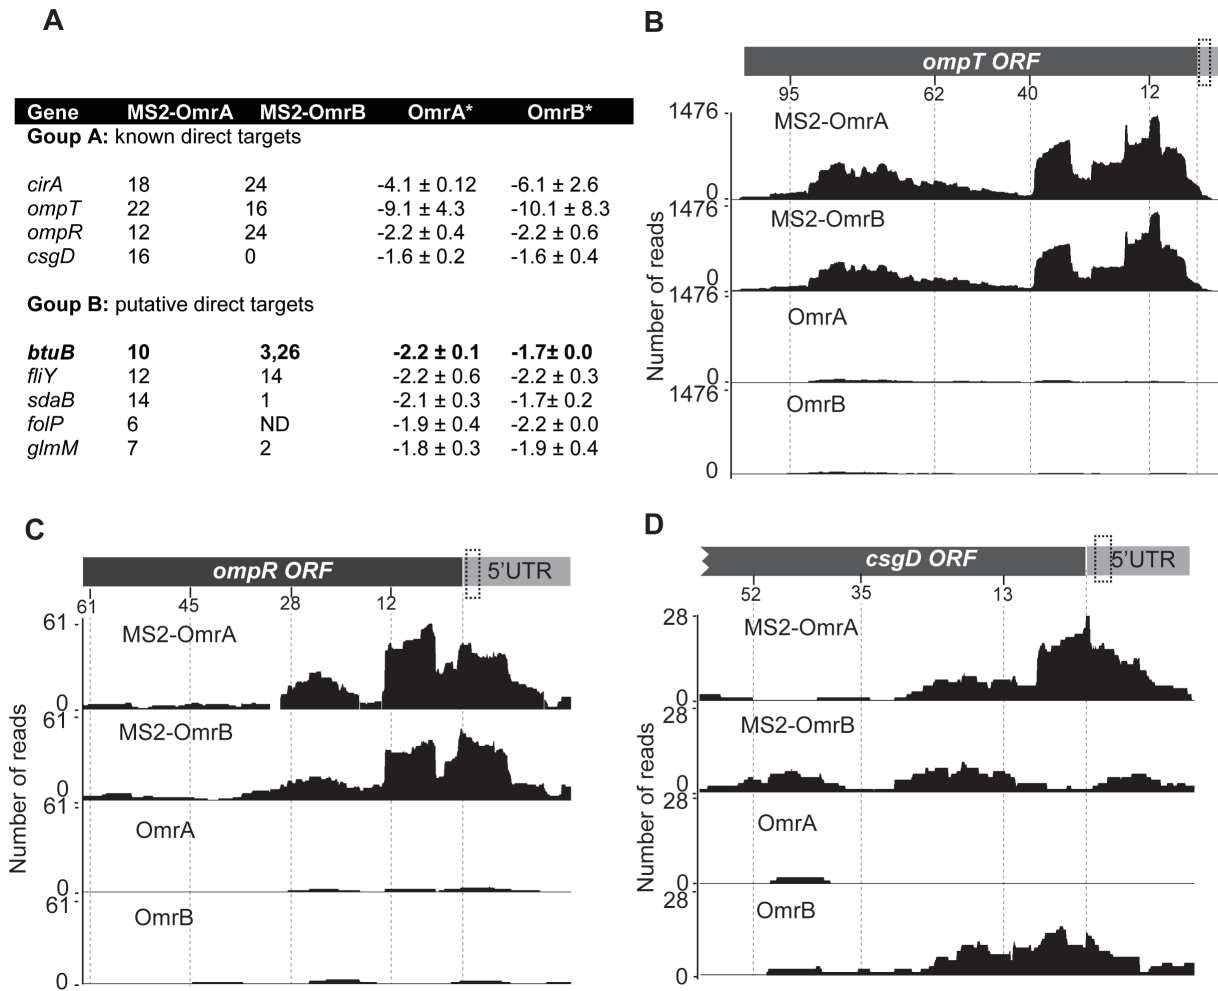 A
Gene MS2-OmrA MS2-OmrB OmrA* OmrB*
Goup A: known direct targets
cirA 18 24 -4.1 ± 0.12 -6.1 ± 2.6
ompT 22 16 -9.1 ± 4.3 -10.1 ± 8.3
ompR 12 24 -2.2 ± 0.4 -2.2 ± 0.6
csgD 16 0 -1.6 ± 0.2 -1.6 ± 0.4
Goup B: putative direct targets
btuB 10 3,26 -2.2 ± 0.1 -1.7± 0.0
fliY 12 14 -2.2 ± 0.6 -2.2 ± 0.3
sdaB 14 1 -2.1 ± 0.3 -1.7± 0.2
folP 6 ND -1.9 ± 0.4 -2.2 ± 0.0
glmM 7 2 -1.8 ± 0.3 -1.9 ± 0.4
B
ompT ORF
95 62 40 12
1476
MS2-OmrA
0
1476
MS2-OmrB
0
1476
OmrA
0
1476
OmrB
0
Number of reads
C
ompR ORF 5'UTR
61 45 28 12
61
MS2-OmrA
0
61
MS2-OmrB
0
61
OmrA
0
61
OmrB
0
Number of reads
D
csgD ORF 5'UTR
52 35 13
28
MS2-OmrA
0
28
MS2-OmrB
0
28
OmrA
0
28
OmrB
0
Number of reads